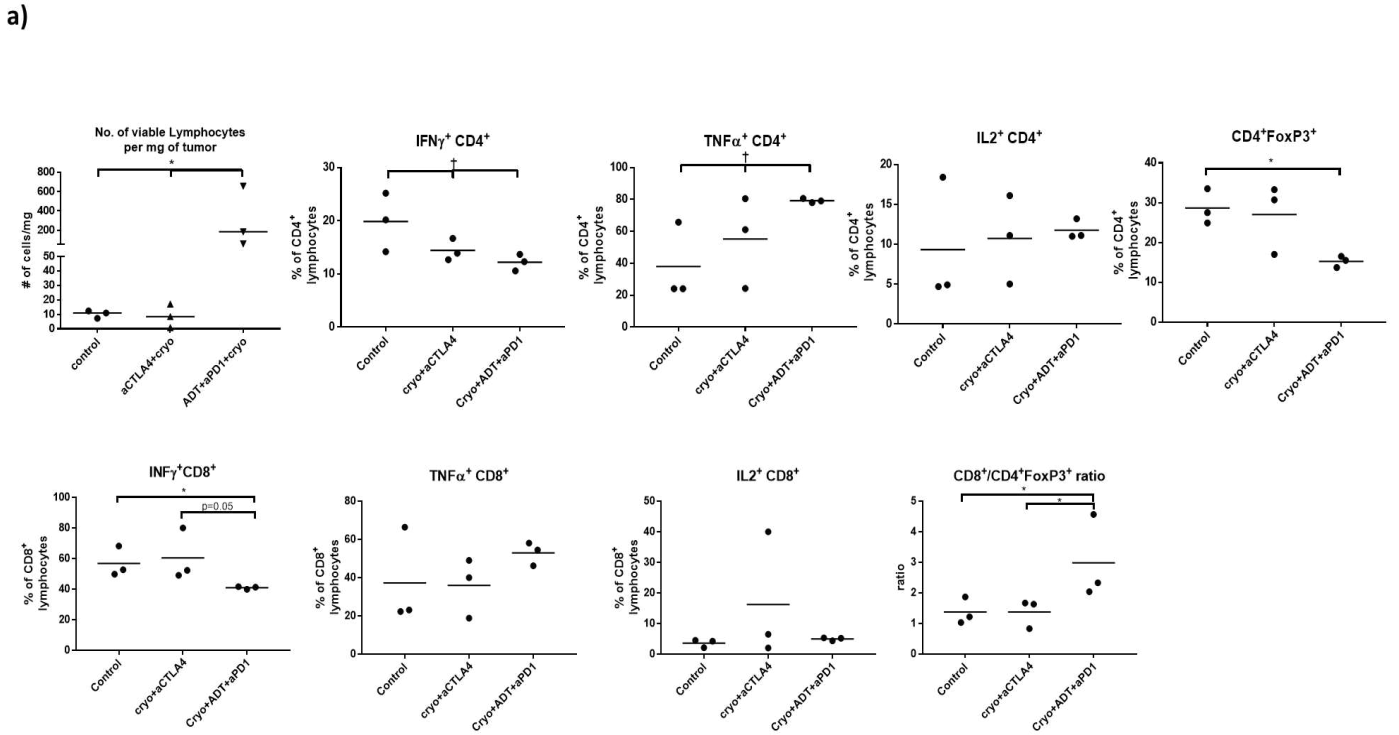 a)
No. of viable Lymphocytes
per mg of tumor
*
800
600
400
200
50
40
30
20
10
0
# of cells/mg
control
aCTLA4+cryo
ADT+aPD1+cryo
IFNγ⁺ CD4⁺
†
30
20
10
0
% of CD4⁺
lymphocytes
Control
cryo+aCTLA4
Cryo+ADT+aPD1
TNFα⁺ CD4⁺
†
100
80
60
40
20
0
% of CD4⁺
lymphocytes
Control
cryo+aCTLA4
Cryo+ADT+aPD1
IL2⁺ CD4⁺
20
15
10
5
0
% of CD4⁺
lymphocytes
Control
cryo+aCTLA4
Cryo+ADT+aPD1
CD4⁺FoxP3⁺
*
40
30
20
10
0
% of CD4⁺
lymphocytes
Control
cryo+aCTLA4
Cryo+ADT+aPD1
INFγ⁺CD8⁺
*
p=0.05
100
80
60
40
20
0
% of CD8⁺
lymphocytes
Control
cryo+aCTLA4
Cryo+ADT+aPD1
TNFα⁺ CD8⁺
80
60
40
20
0
% of CD8⁺
lymphocytes
Control
cryo+aCTLA4
Cryo+ADT+aPD1
IL2⁺ CD8⁺
50
40
30
20
10
0
% of CD8⁺
lymphocytes
Control
cryo+aCTLA4
Cryo+ADT+aPD1
CD8⁺/CD4⁺FoxP3⁺ ratio
*
*
5
4
3
2
1
0
ratio
Control
cryo+aCTLA4
Cryo+ADT+aPD1